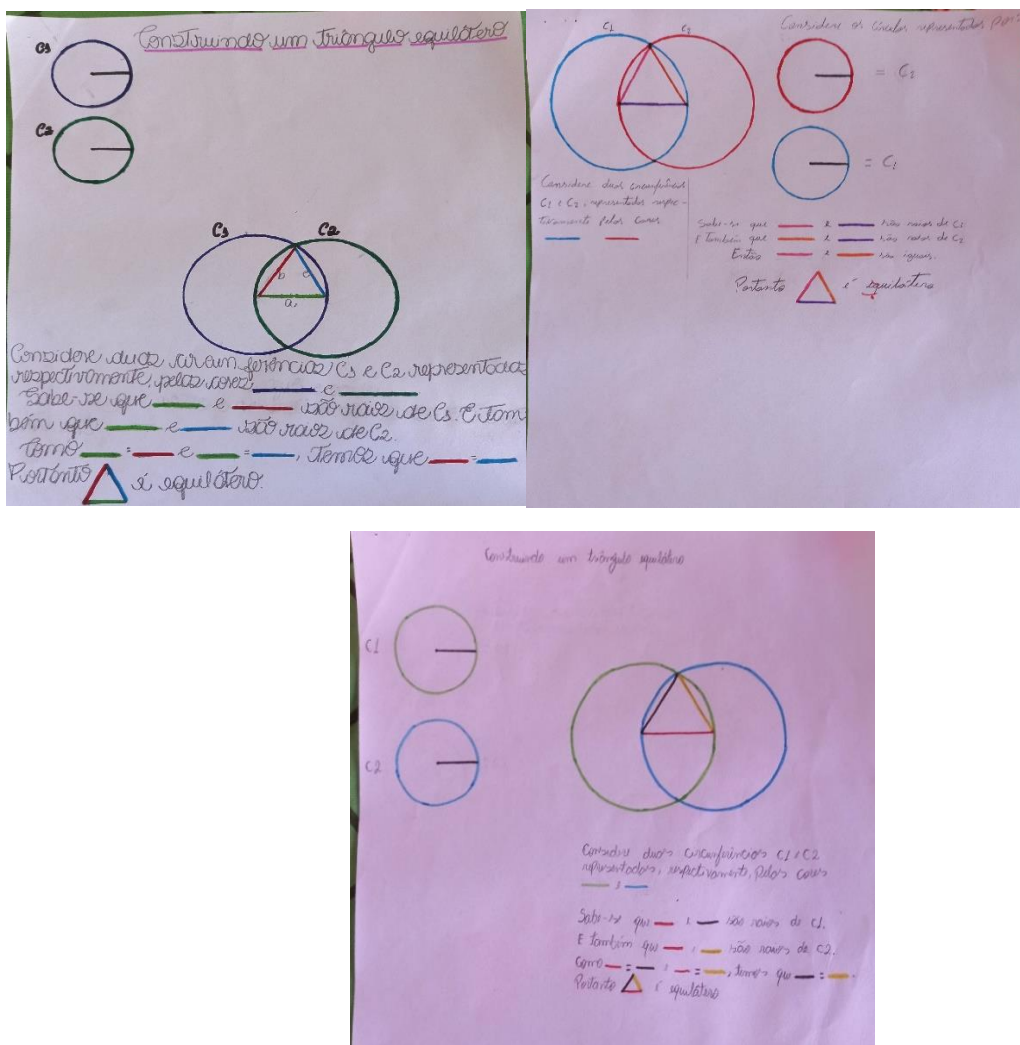 Construindo um triângulo equilátero
C1
C2
C1 C2
b c
a
Considere duas circunferências C1 e C2 representadas
respectivamente, pelas cores e
Sabe-se que e são raios de C1. E tam
bém que e são raios de C2.
Como = e = , temos que =
Portanto é equilátero.
C1 C2
Considere os círculos representados por:
= C2
= C1
Considere duas circunferências
C1 e C2, representadas respec-
tivamente pelas cores
Sabe-se que e são raios de C1
E também que e são raios de C2
Então e são iguais.
Portanto é equilátero
Construindo um triângulo equilátero
C1
C2
Considere duas circunferências C1 e C2
representadas, respectivamente, pelas cores
e
Sabe-se que e são raios de C1.
E também que e são raios de C2.
Como = e = , temos que = .
Portanto é equilátero